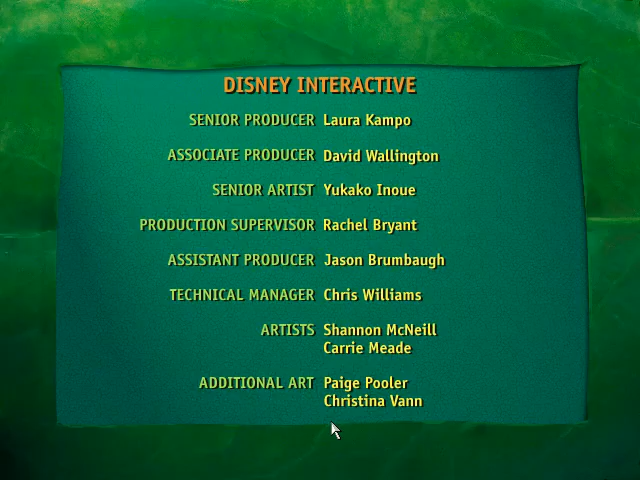 DISNEY INTERACTIVE
SENIOR PRODUCER Laura Kampo
ASSOCIATE PRODUCER David Wallington
SENIOR ARTIST Yukako Inoue
PRODUCTION SUPERVISOR Rachel Bryant
ASSISTANT PRODUCER Jason Brumbaugh
TECHNICAL MANAGER Chris Williams
ARTISTS Shannon McNeill
Carrie Meade
ADDITIONAL ART Paige Pooler
Christina Vann